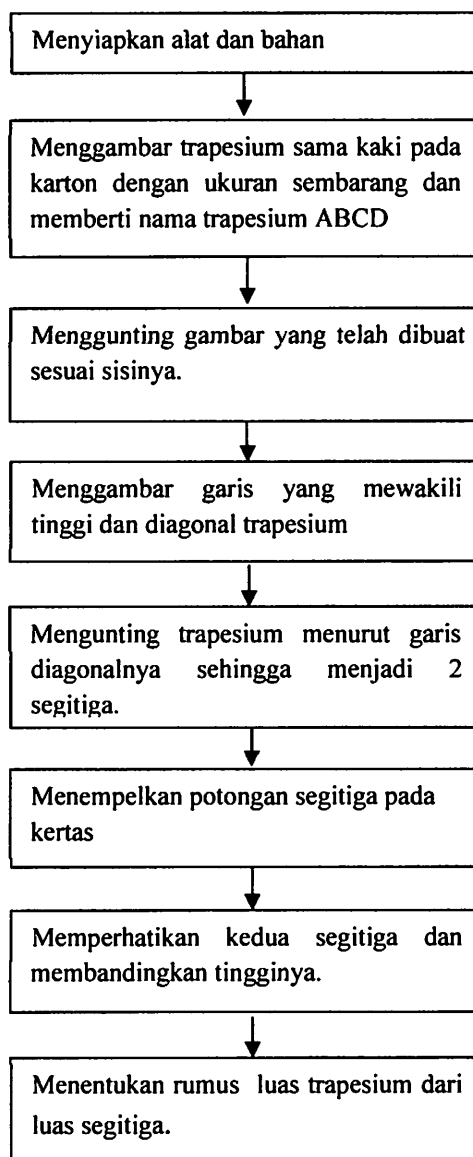 Menyiapkan alat dan bahan
Menggambar trapesium sama kaki pada
karton dengan ukuran sembarang dan
memberti nama trapesium ABCD
Menggunting gambar yang telah dibuat
sesuai sisinya.
Menggambar garis yang mewakili
tinggi dan diagonal trapesium
Mengunting trapesium menurut garis
diagonalnya sehingga menjadi 2
segitiga.
Menempelkan potongan segitiga pada
kertas
Memperhatikan kedua segitiga dan
membandingkan tingginya.
Menentukan rumus luas trapesium dari
luas segitiga.